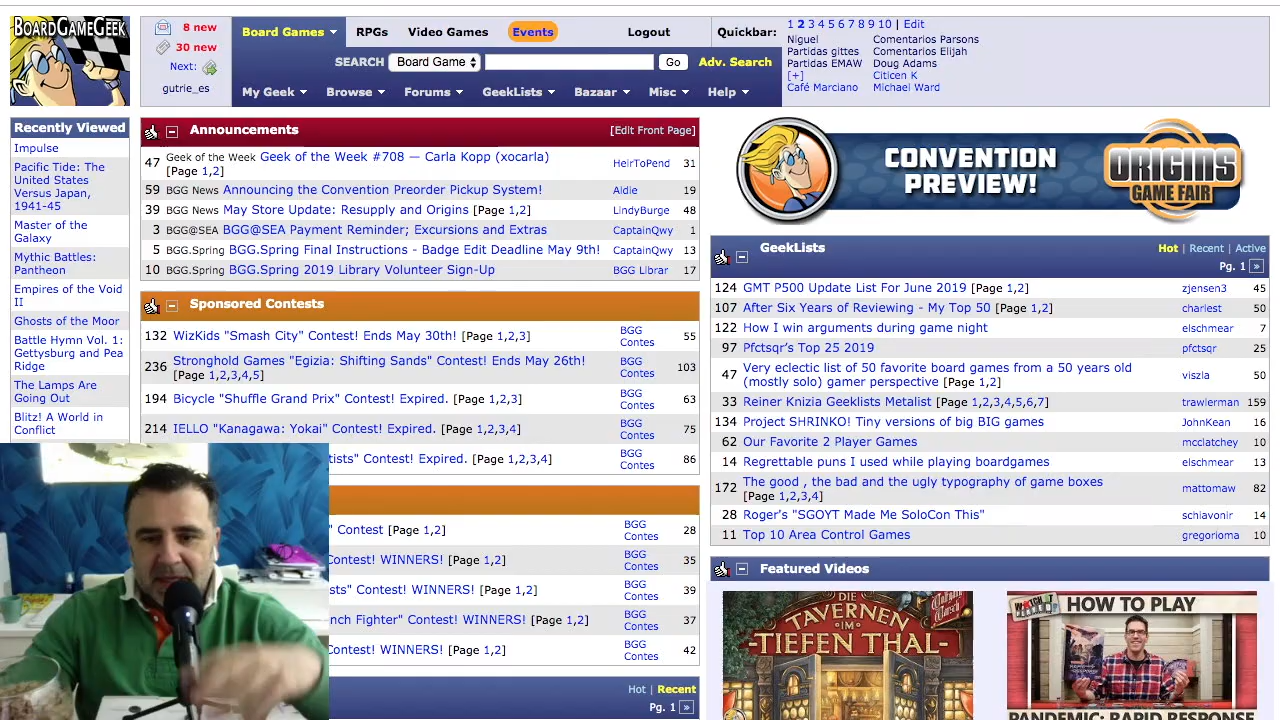 BOARDGAMEGEEK
8 new
30 new
Next:
gutrie_es
Board Games
RPGs
Video Games
Events
Logout
Quickbar:
SEARCH
Board Game
Go
Adv. Search
My Geek
Browse
Forums
GeekLists
Bazaar
Misc
Help
1 2 3 4 5 6 7 8 9 10 | Edit
Niguel
Partidas gittes
Partidas EMAW
[+]
Café Marciano
Comentarios Parsons
Comentarios Elijah
Doug Adams
Citicen K
Michael Ward
Recently Viewed
Impulse
Pacific Tide: The
United States
Versus Japan,
1941-45
Master of the
Galaxy
Mythic Battles:
Pantheon
Empires of the Void
II
Ghosts of the Moor
Battle Hymn Vol. 1:
Gettysburg and Pea
Ridge
The Lamps Are
Going Out
Blitz! A World in
Conflict
Announcements
[Edit Front Page]
47 Geek of the Week Geek of the Week #708 — Carla Kopp (xocarla) HeirToPend 31
[Page 1,2]
59 BGG News Announcing the Convention Preorder Pickup System! Aldie 19
39 BGG News May Store Update: Resupply and Origins [Page 1,2] LindyBurge 48
3 BGG@SEA BGG@SEA Payment Reminder; Excursions and Extras CaptainQwy 1
5 BGG.Spring BGG.Spring Final Instructions - Badge Edit Deadline May 9th! CaptainQwy 13
10 BGG.Spring BGG.Spring 2019 Library Volunteer Sign-Up BGG Librar 17
Sponsored Contests
132 WizKids "Smash City" Contest! Ends May 30th! [Page 1,2,3] BGG Contes 55
236 Stronghold Games "Egizia: Shifting Sands" Contest! Ends May 26th! BGG Contes 103
[Page 1,2,3,4,5]
194 Bicycle "Shuffle Grand Prix" Contest! Expired. [Page 1,2,3] BGG Contes 63
214 IELLO "Kanagawa: Yokai" Contest! Expired. [Page 1,2,3,4] BGG Contes 75
tists" Contest! Expired. [Page 1,2,3,4] BGG Contes 86
" Contest [Page 1,2] BGG Contes 28
Contest! WINNERS! [Page 1,2] BGG Contes 35
sts" Contest! WINNERS! [Page 1,2] BGG Contes 39
nch Fighter" Contest! WINNERS! [Page 1,2] BGG Contes 37
Contest! WINNERS! [Page 1,2] BGG Contes 42
Hot | Recent
Pg. 1 »
CONVENTION
PREVIEW!
ORIGINS
GAME FAIR
GeekLists
Hot | Recent | Active
Pg. 1 »
124 GMT P500 Update List For June 2019 [Page 1,2] zjensen3 45
107 After Six Years of Reviewing - My Top 50 [Page 1,2] charlest 50
122 How I win arguments during game night elschmear 7
97 Pfctsqr's Top 25 2019 pfctsqr 25
47 Very eclectic list of 50 favorite board games from a 50 years old viszla 50
(mostly solo) gamer perspective [Page 1,2]
33 Reiner Knizia Geeklists Metalist [Page 1,2,3,4,5,6,7] trawlerman 159
134 Project SHRINKO! Tiny versions of big BIG games JohnKean 16
62 Our Favorite 2 Player Games mcclatchey 10
14 Regrettable puns I used while playing boardgames elschmear 13
172 The good , the bad and the ugly typography of game boxes mattomaw 82
[Page 1,2,3,4]
28 Roger's "SGOYT Made Me SoloCon This" schiavonir 14
11 Top 10 Area Control Games gregorioma 10
Featured Videos
DIE
TAVERNEN
IM
TIEFEN THAL
HOW TO PLAY
PANDEMIC: RAPID RESPONSE